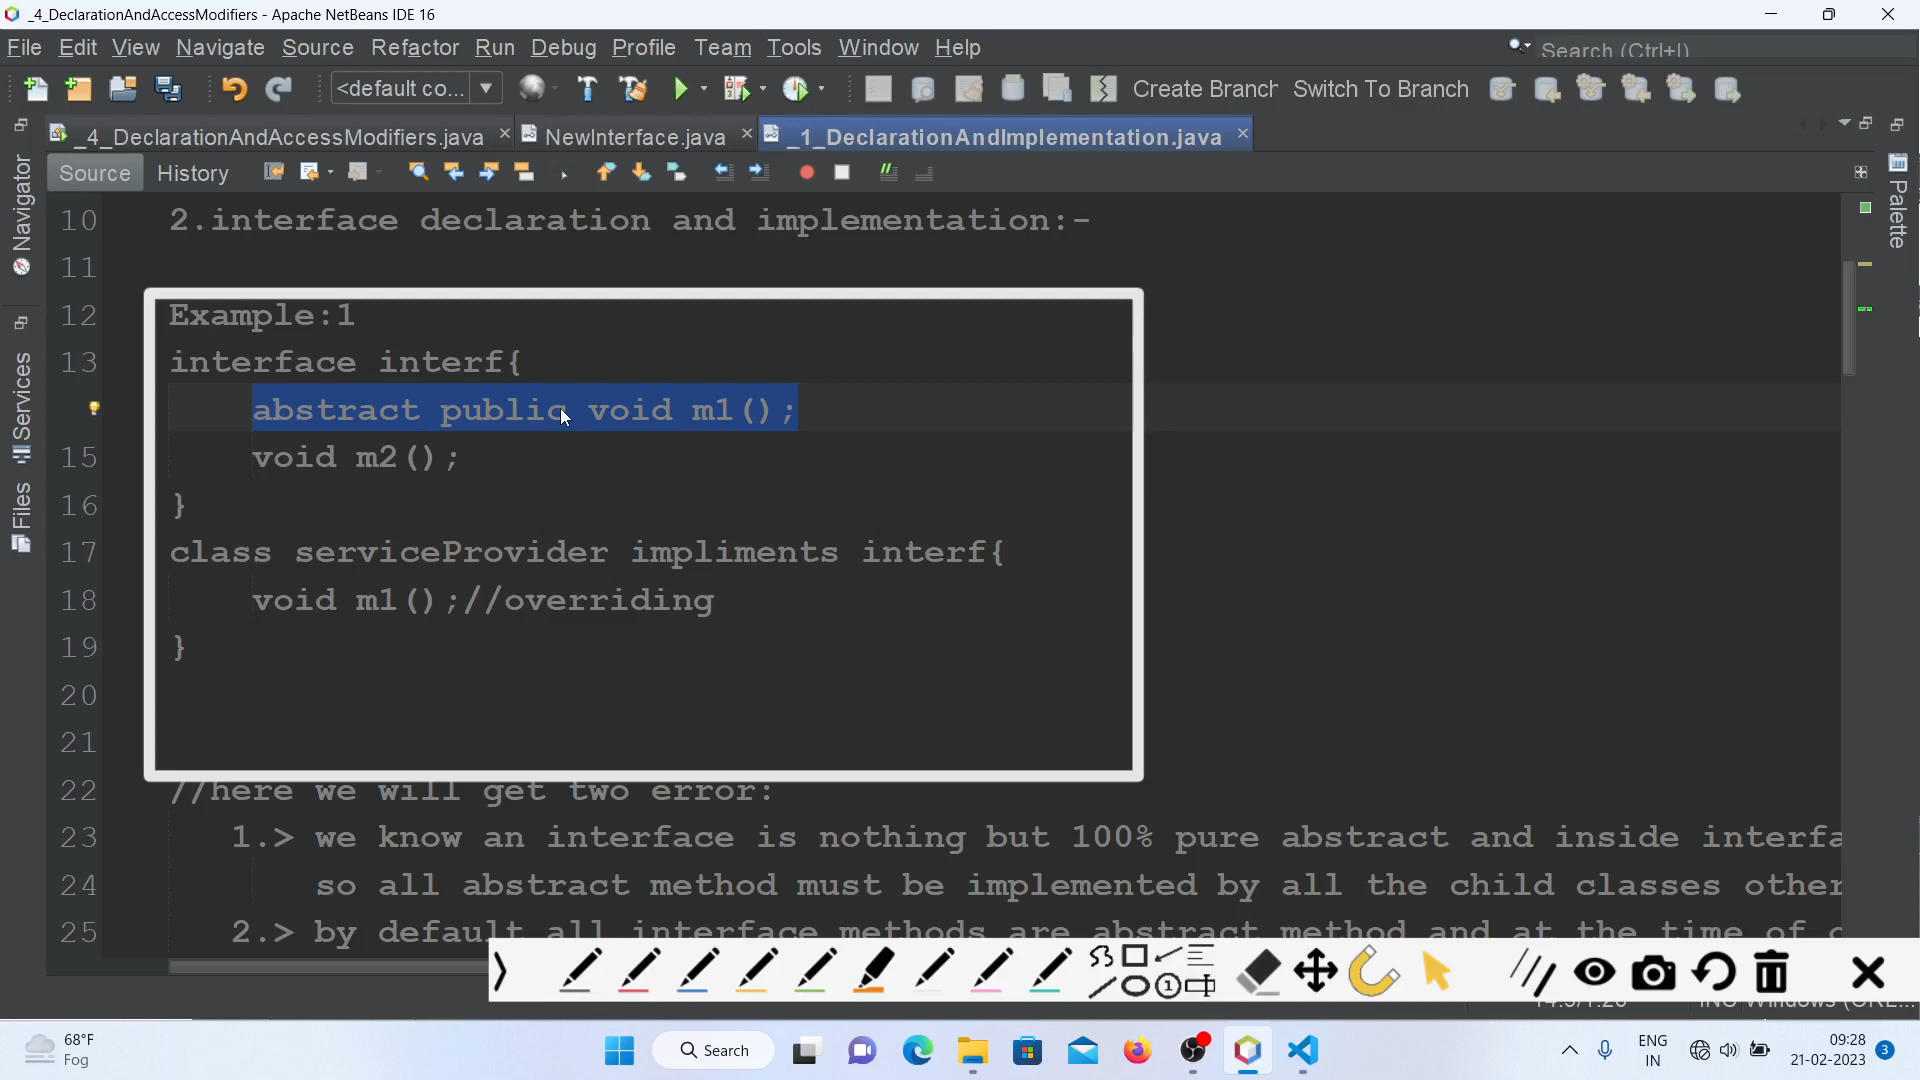 _4_DeclarationAndAccessModifiers - Apache NetBeans IDE 16
File Edit View Navigate Source Refactor Run Debug Profile Team Tools Window Help
Search (Ctrl+I)
<default co... Create Branch Switch To Branch
_4_DeclarationAndAccessModifiers.java NewInterface.java _1_DeclarationAndImplementation.java
Source History
Navigator
Services
Files
Palette
10 2.interface declaration and implementation:-
11
12 Example:1
13 interface interf{
abstract public void m1();
15 void m2();
16 }
17 class serviceProvider impliments interf{
18 void m1();//overriding
19 }
20
21
22 //here we will get two error:
23 1.> we know an interface is nothing but 100% pure abstract and inside interfa
24 so all abstract method must be implemented by all the child classes other
25 2.> by default all interface methods are abstract method and at the time of
68°F
Fog
Search
ENG
IN
09:28
21-02-2023
3